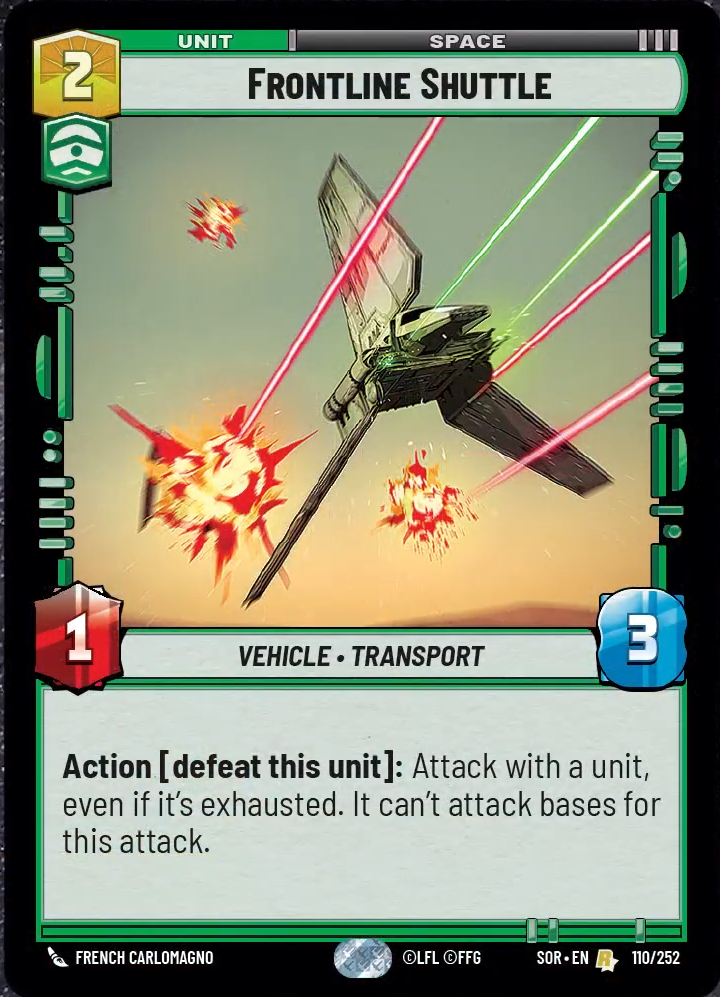 UNIT SPACE
2 FRONTLINE SHUTTLE
1 VEHICLE • TRANSPORT 3
Action [defeat this unit]: Attack with a unit,
even if it's exhausted. It can't attack bases for
this attack.
FRENCH CARLOMAGNO ©LFL ©FFG SOR • EN R 110/252